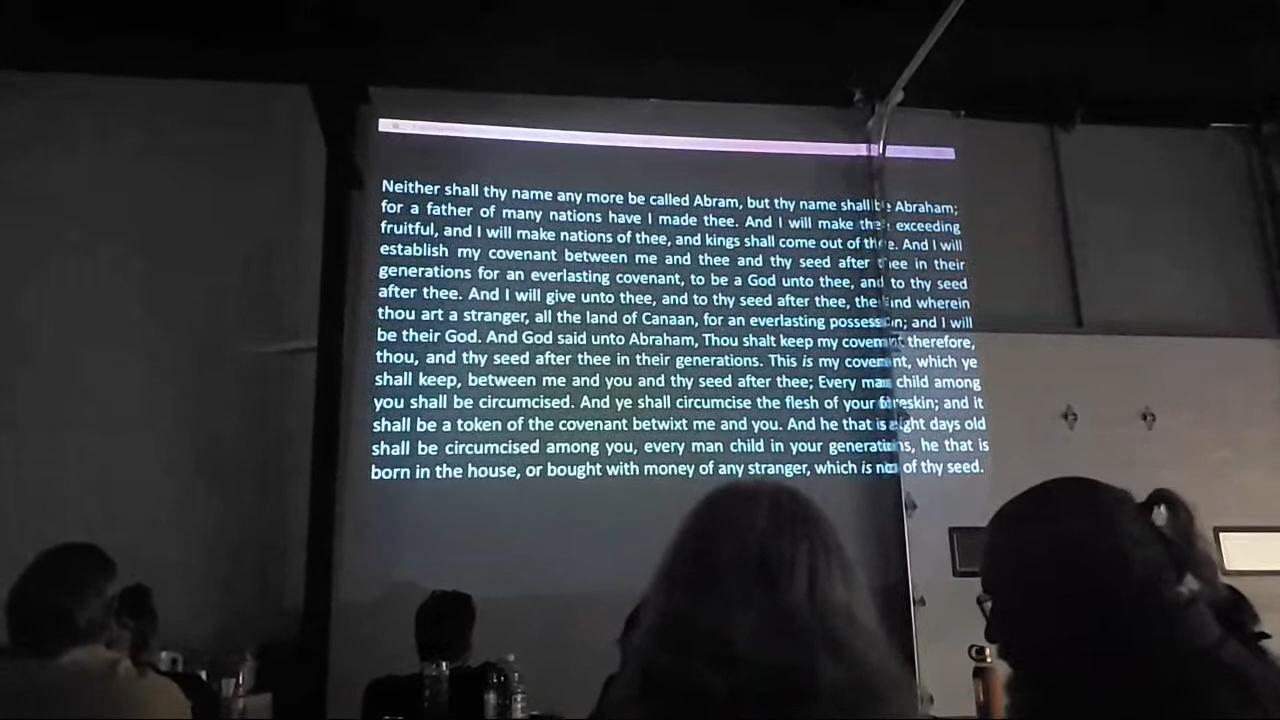 Neither shall thy name any more be called Abram, but thy name shall be Abraham;
for a father of many nations have I made thee. And I will make thee exceeding
fruitful, and I will make nations of thee, and kings shall come out of thee. And I will
establish my covenant between me and thee and thy seed after thee in their
generations for an everlasting covenant, to be a God unto thee, and to thy seed
after thee. And I will give unto thee, and to thy seed after thee, the land wherein
thou art a stranger, all the land of Canaan, for an everlasting possession; and I will
be their God. And God said unto Abraham, Thou shalt keep my covenant therefore,
thou, and thy seed after thee in their generations. This is my covenant, which ye
shall keep, between me and you and thy seed after thee; Every man child among
you shall be circumcised. And ye shall circumcise the flesh of your foreskin; and it
shall be a token of the covenant betwixt me and you. And he that is eight days old
shall be circumcised among you, every man child in your generations, he that is
born in the house, or bought with money of any stranger, which is not of thy seed.